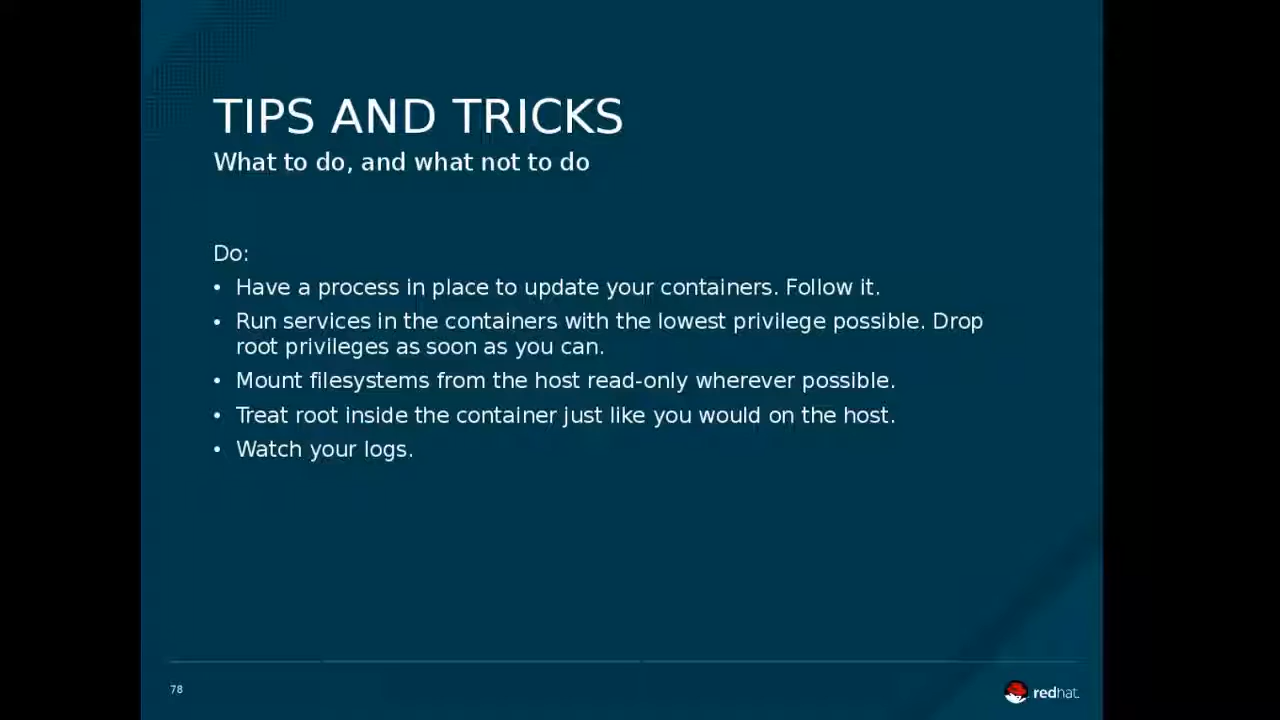 TIPS AND TRICKS
What to do, and what not to do
Do:
• Have a process in place to update your containers. Follow it.
• Run services in the containers with the lowest privilege possible. Drop
root privileges as soon as you can.
• Mount filesystems from the host read-only wherever possible.
• Treat root inside the container just like you would on the host.
• Watch your logs.
78
redhat.